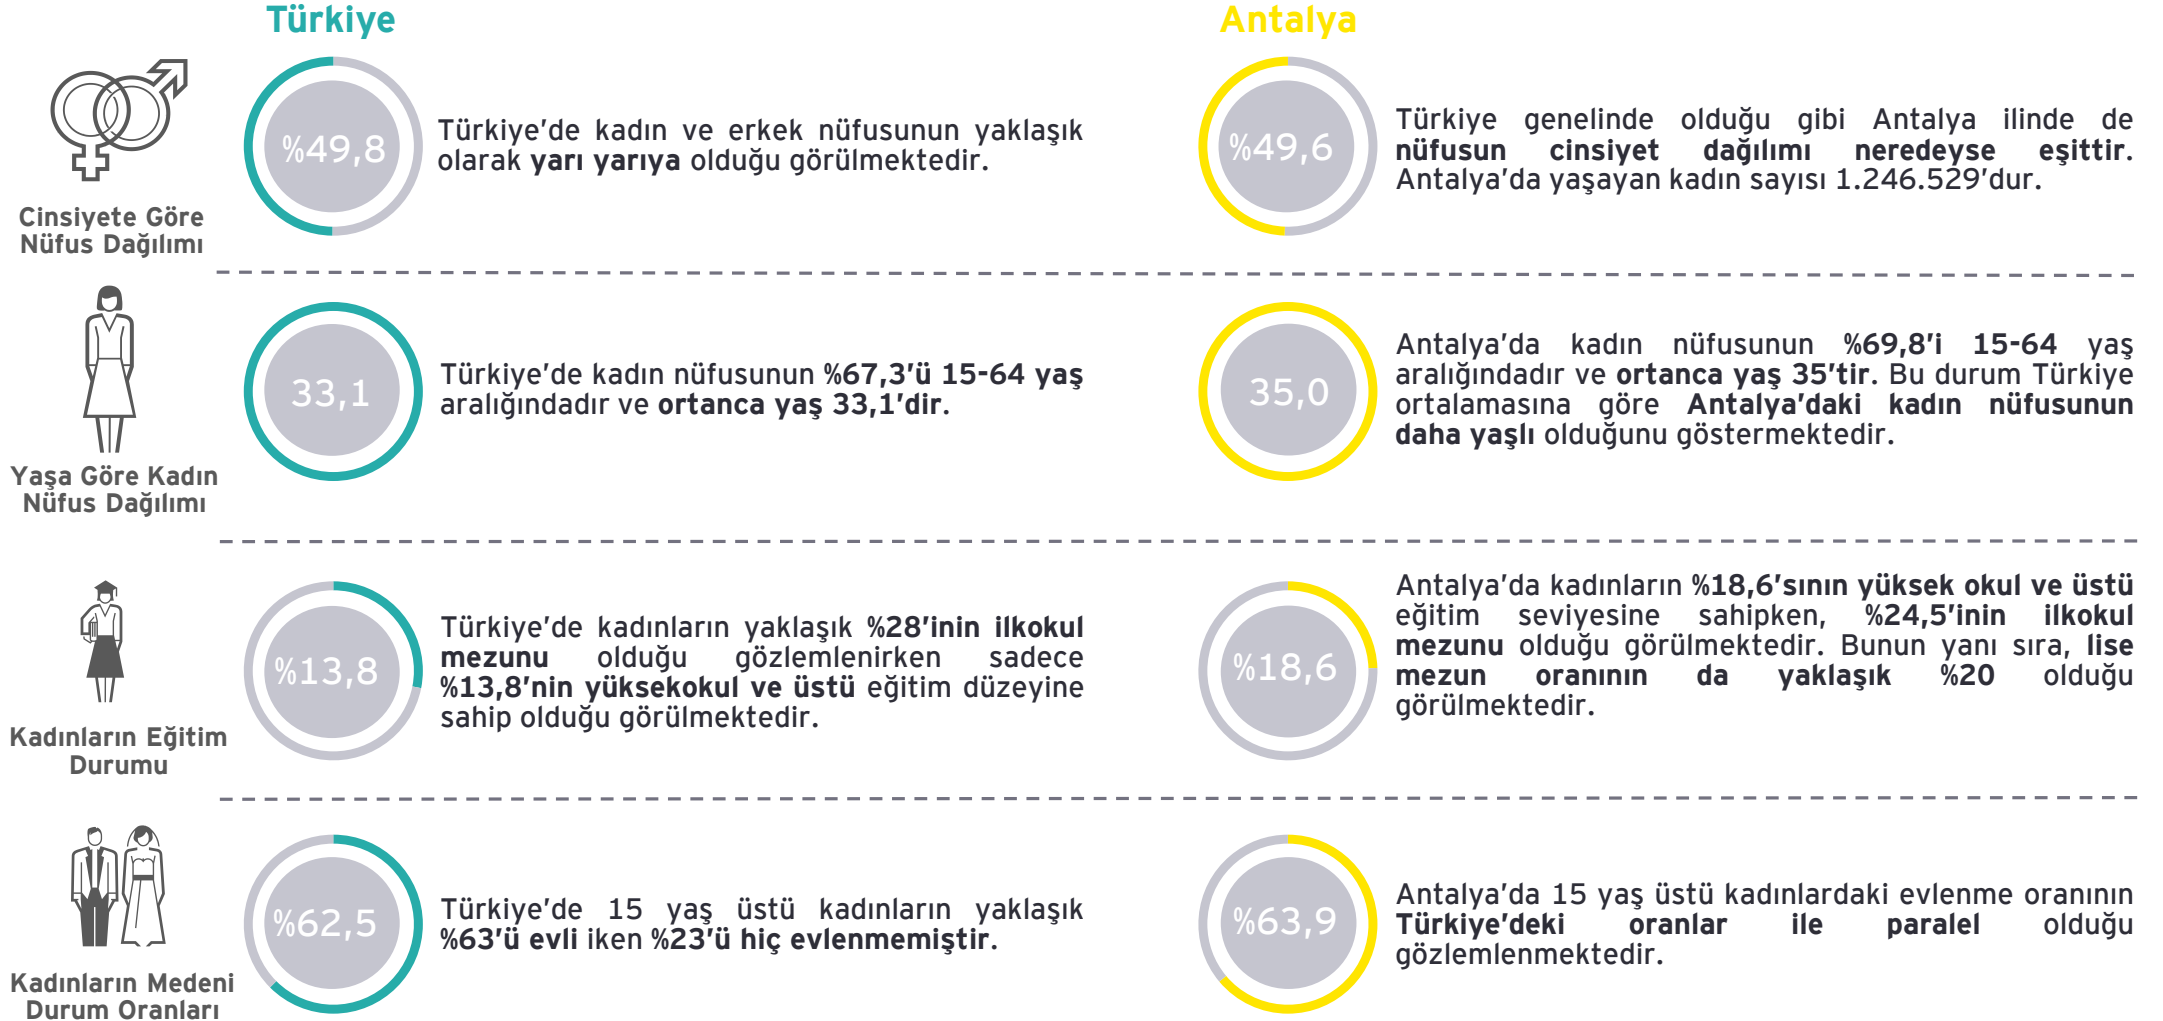 Türkiye
Antalya
%49,8
Türkiye’de kadın ve erkek nüfusunun yaklaşık
olarak yarı yarıya olduğu görülmektedir.
%49,6
Türkiye genelinde olduğu gibi Antalya ilinde de
nüfusun cinsiyet dağılımı neredeyse eşittir.
Antalya’da yaşayan kadın sayısı 1.246.529’dur.
Cinsiyete Göre
Nüfus Dağılımı
33,1
Türkiye’de kadın nüfusunun %67,3’ü 15-64 yaş
aralığındadır ve ortanca yaş 33,1’dir.
35,0
Antalya’da kadın nüfusunun %69,8’i 15-64 yaş
aralığındadır ve ortanca yaş 35’tir. Bu durum Türkiye
ortalamasına göre Antalya’daki kadın nüfusunun
daha yaşlı olduğunu göstermektedir.
Yaşa Göre Kadın
Nüfus Dağılımı
%13,8
Türkiye’de kadınların yaklaşık %28’inin ilkokul
mezunu olduğu gözlemlenirken sadece
%13,8’nin yüksekokul ve üstü eğitim düzeyine
sahip olduğu görülmektedir.
%18,6
Antalya’da kadınların %18,6’sının yüksek okul ve üstü
eğitim seviyesine sahipken, %24,5’inin ilkokul
mezunu olduğu görülmektedir. Bunun yanı sıra, lise
mezun oranının da yaklaşık %20 olduğu
görülmektedir.
Kadınların Eğitim
Durumu
%62,5
Türkiye’de 15 yaş üstü kadınların yaklaşık
%63’ü evli iken %23’ü hiç evlenmemiştir.
%63,9
Antalya’da 15 yaş üstü kadınlardaki evlenme oranının
Türkiye’deki oranlar ile paralel olduğu
gözlemlenmektedir.
Kadınların Medeni
Durum Oranları